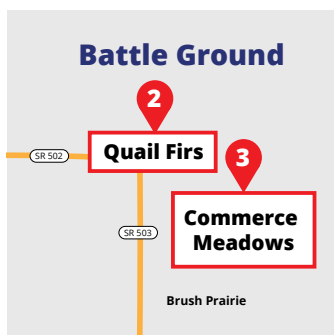 Battle Ground
2
Quail Firs
3
SR 502
Commerce
Meadows
SR 503
Brush Prairie